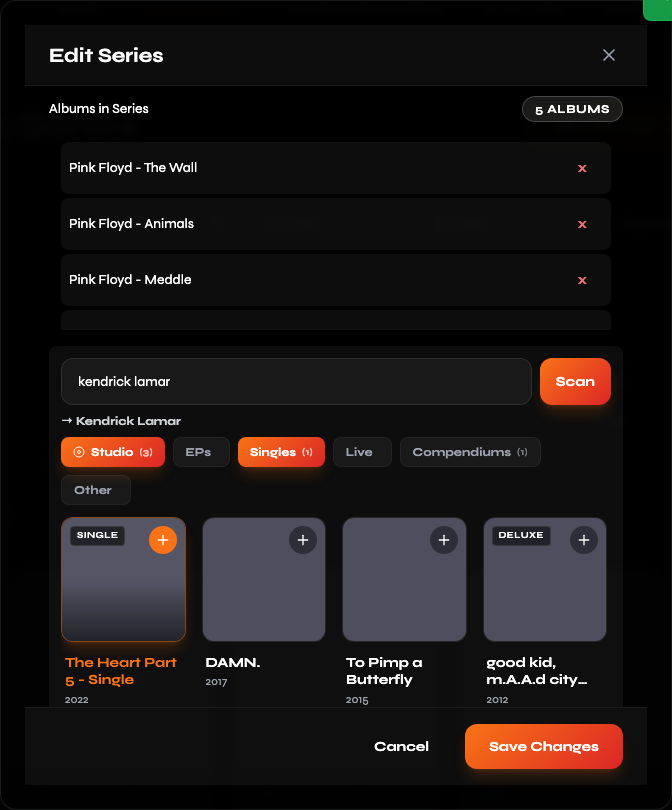 Edit Series
Albums in Series
5 ALBUMS
Pink Floyd - The Wall
x
Pink Floyd - Animals
x
Pink Floyd - Meddle
x
kendrick lamar
Scan
→ Kendrick Lamar
Studio (3)
EPs
Singles (1)
Live
Compendiums (1)
Other
SINGLE
+
The Heart Part
5 - Single
2022
+
DAMN.
2017
+
To Pimp a
Butterfly
2015
DELUXE
+
good kid,
m.A.A.d city...
2012
Cancel
Save Changes